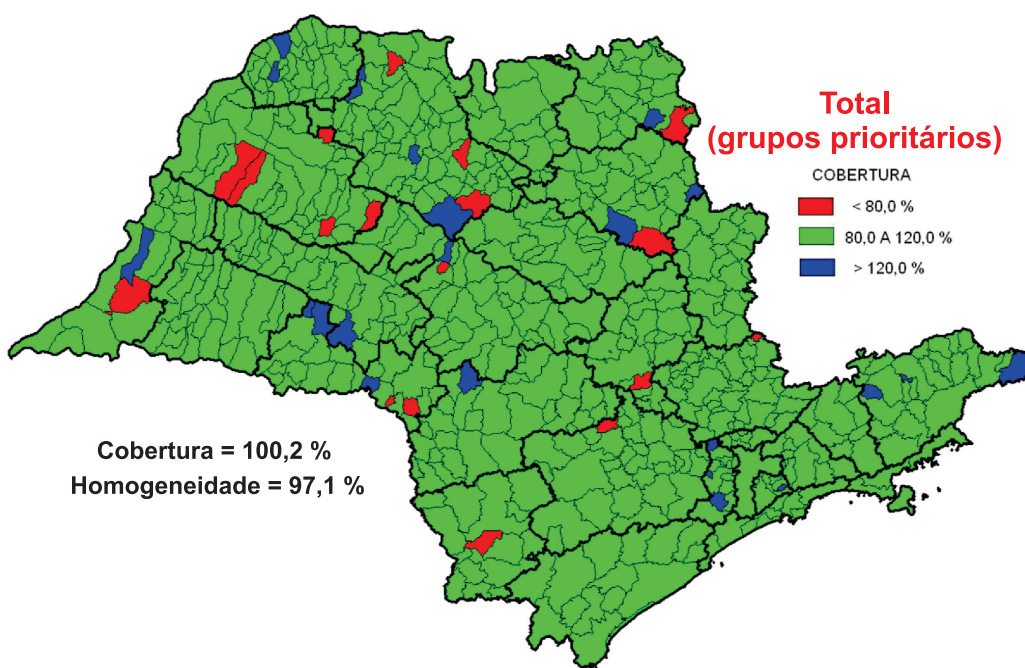 Total
(grupos prioritários)
COBERTURA
< 80,0 %
80,0 A 120,0 %
> 120,0 %
Cobertura = 100,2 %
Homogeneidade = 97,1 %